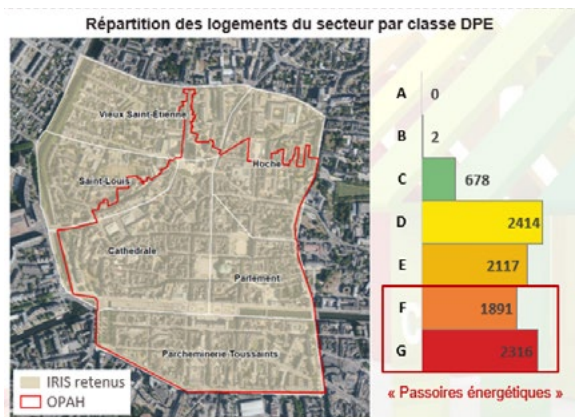 Répartition des logements du secteur par classe DPE
Vieux Saint-Etienne
Hoche
Saint-Louis
Cathedrale
Parlement
Parcheminerie-Toussaints
IRIS retenus
OPAH
A 0
B 2
C 678
D 2414
E 2117
F 1891
G 2316
« Passoires énergétiques »